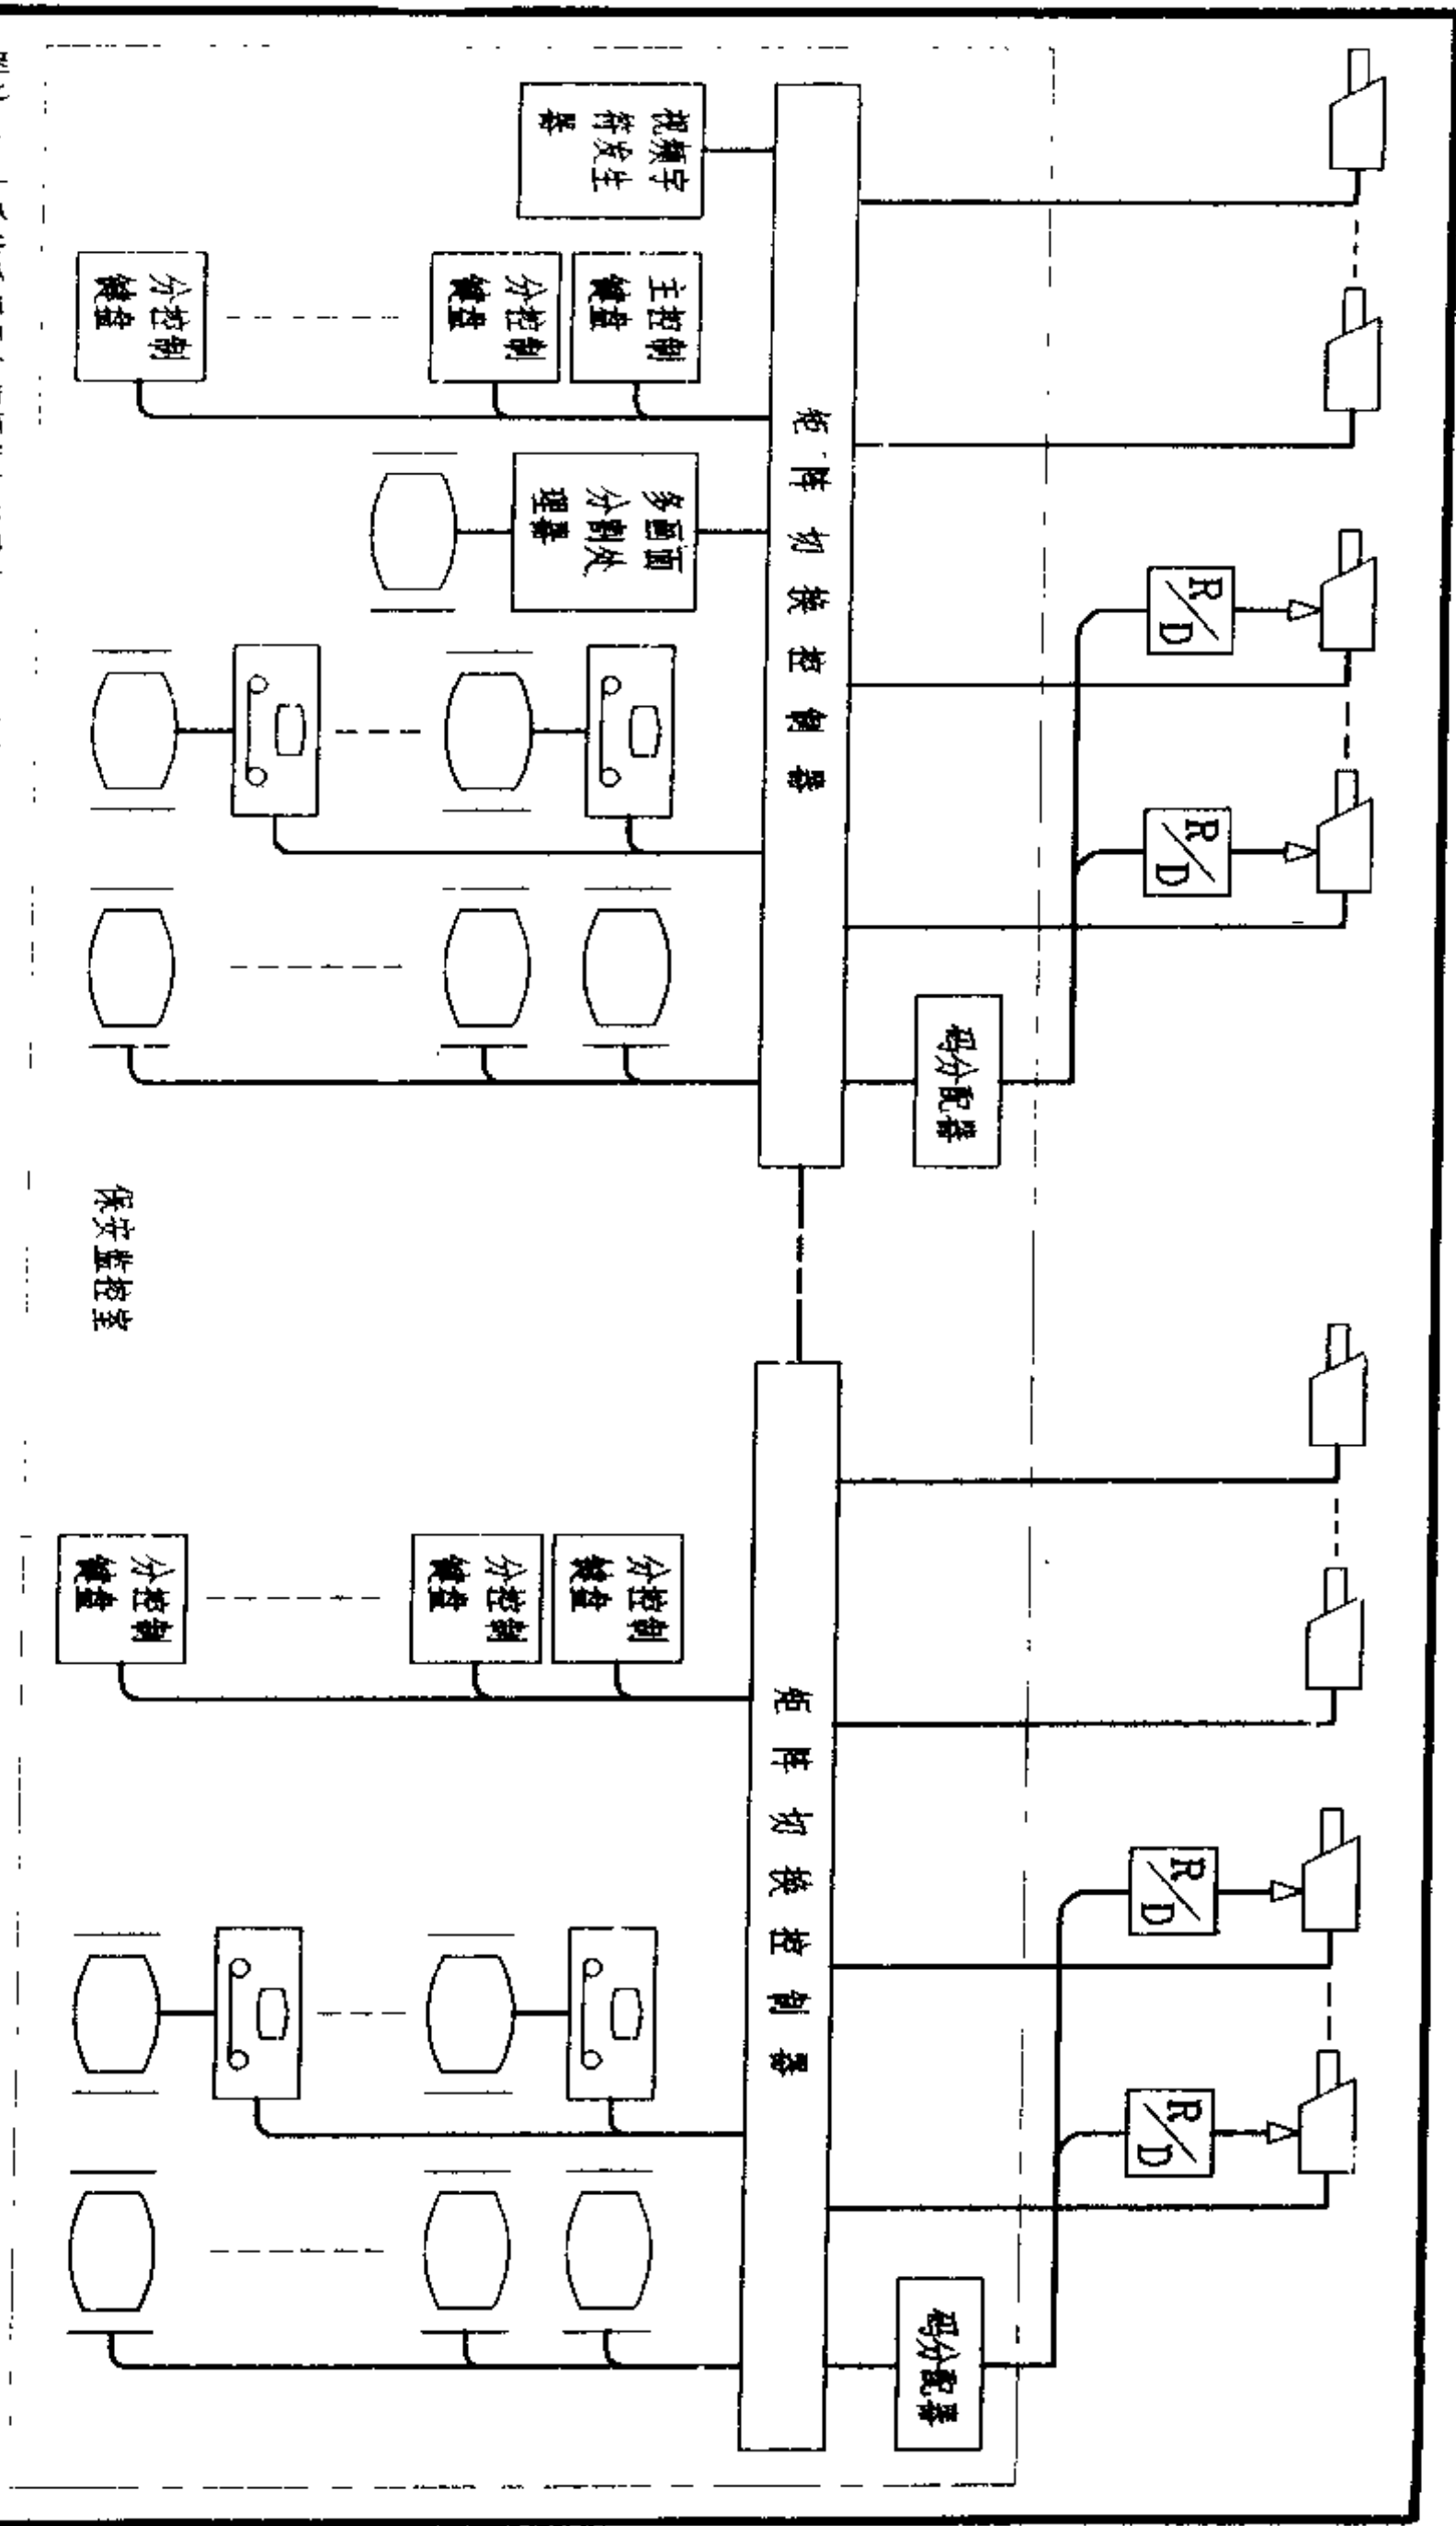 R/D
R/D
R/D
R/D
码分配器
码分配器
矩阵切换控制器
矩阵切换控制器
视频字
符发生
器
主控制
键盘
分控制
键盘
分控制
键盘
多画面
分割处
理器
分控制
键盘
分控制
键盘
分控制
键盘
保安监控室